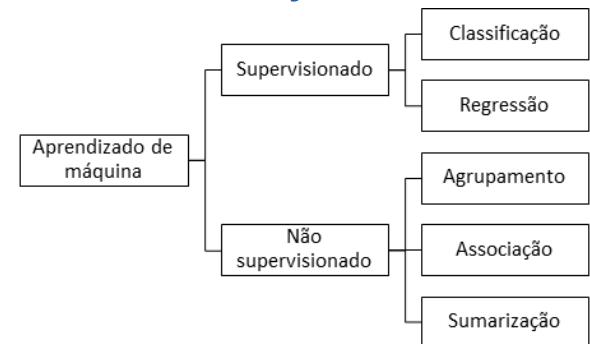 Classificação
Supervisionado
Regressão
Aprendizado de
máquina
Agrupamento
Não
supervisionado
Associação
Sumarização